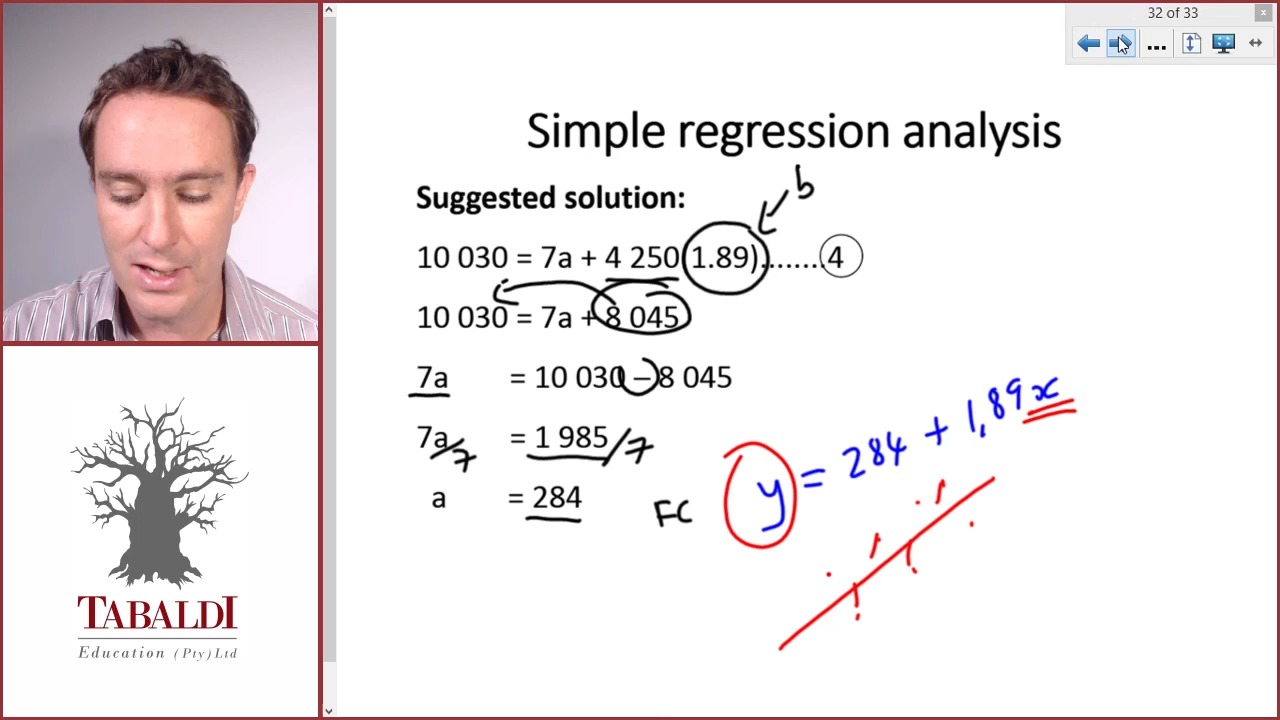 32 of 33
Simple regression analysis
Suggested solution:
b
10 030 = 7a + 4 250(1.89)........4
10 030 = 7a + 8 045
7a = 10 030 – 8 045
7a/7 = 1 985/7
a = 284
FC
y = 284 + 1,89x
TABALDI
Education (Pty) Ltd